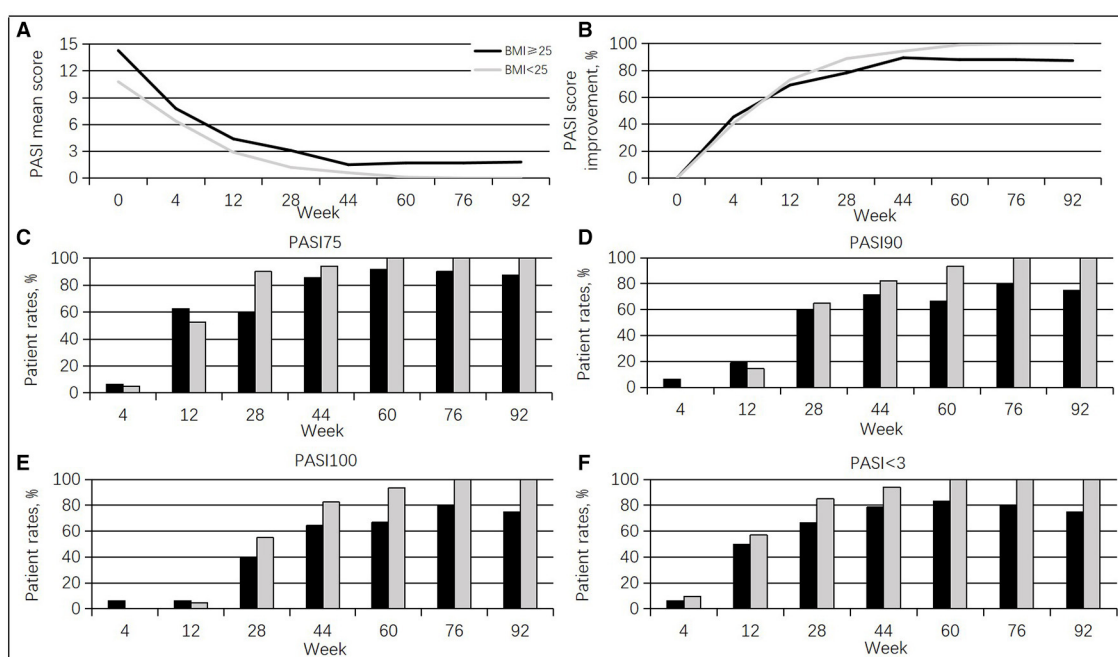 A
PASI mean score
15
12
9
6
3
0
BMI≥25
BMI<25
0 4 12 28 44 60 76 92
Week
B
PASI score
improvement, %
100
80
60
40
20
0
0 4 12 28 44 60 76 92
Week
C
PASI75
Patient rates, %
100
80
60
40
20
0
4 12 28 44 60 76 92
Week
D
PASI90
Patient rates, %
100
80
60
40
20
0
4 12 28 44 60 76 92
Week
E
PASI100
Patient rates, %
100
80
60
40
20
0
4 12 28 44 60 76 92
Week
F
PASI<3
Patient rates, %
100
80
60
40
20
0
4 12 28 44 60 76 92
Week